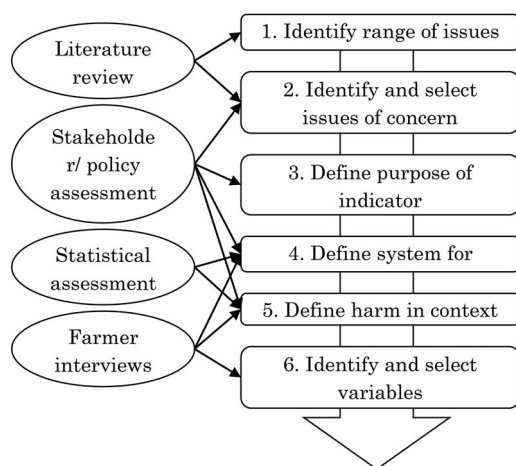 Literature
review
Stakeholde
r/ policy
assessment
Statistical
assessment
Farmer
interviews
1. Identify range of issues
2. Identify and select
issues of concern
3. Define purpose of
indicator
4. Define system for
5. Define harm in context
6. Identify and select
variables